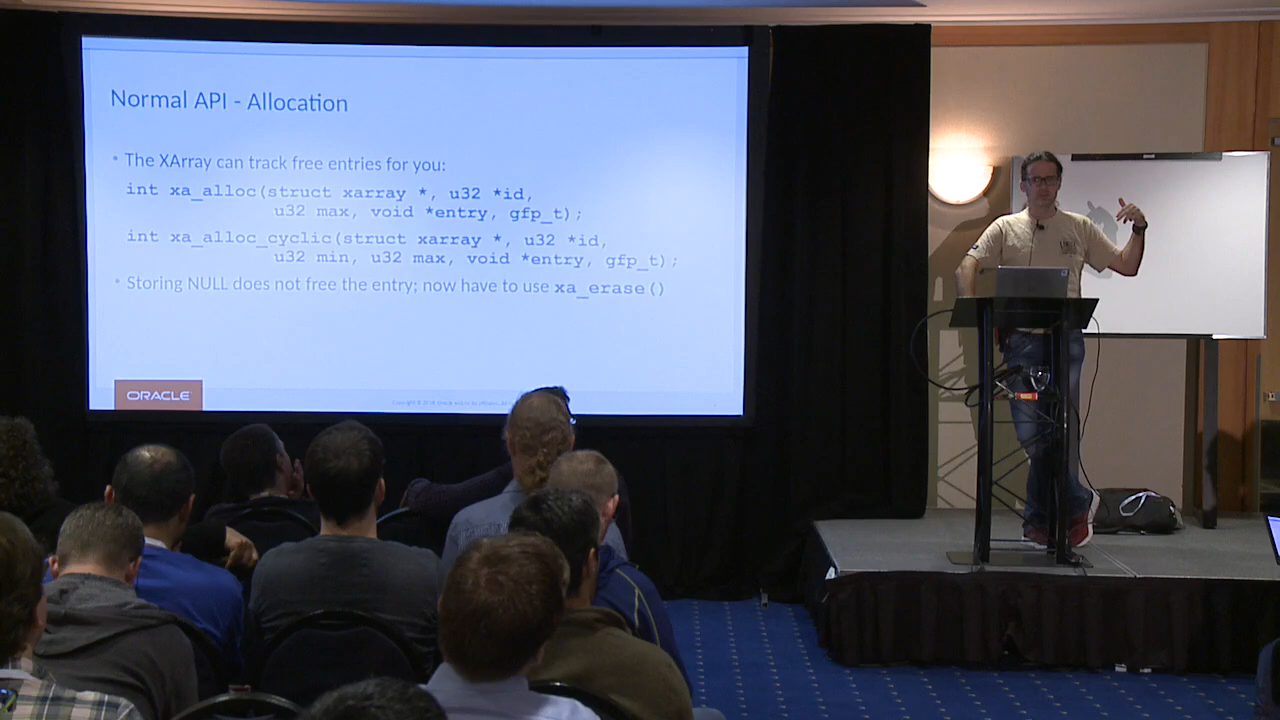 Normal API - Allocation
• The XArray can track free entries for you:
int xa_alloc(struct xarray *, u32 *id,
u32 max, void *entry, gfp_t);
int xa_alloc_cyclic(struct xarray *, u32 *id,
u32 min, u32 max, void *entry, gfp_t);
• Storing NULL does not free the entry; now have to use xa_erase()
ORACLE